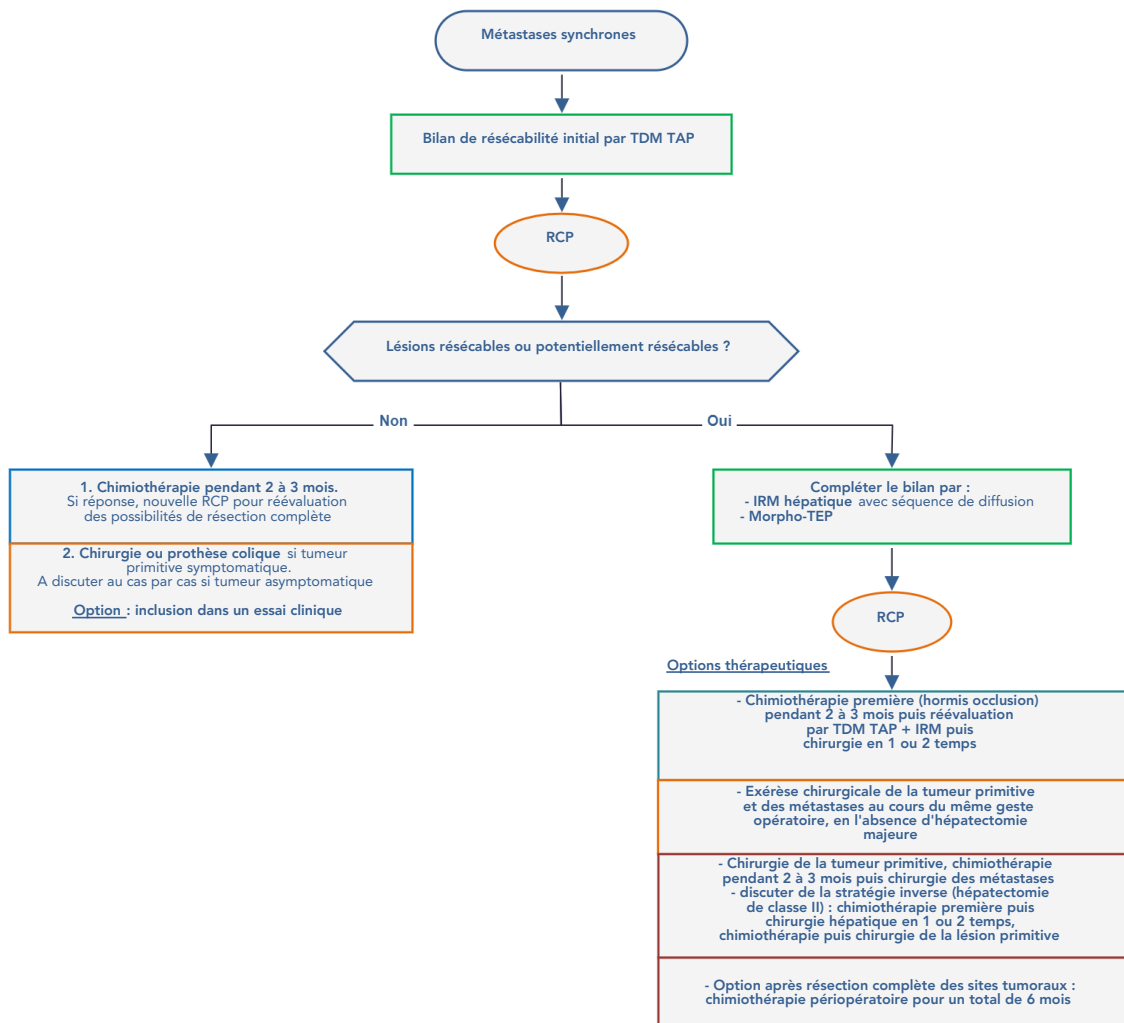 Métastases synchrones
Bilan de résécabilité initial par TDM TAP
RCP
Lésions résécables ou potentiellement résécables ?
Non
Oui
1. Chimiothérapie pendant 2 à 3 mois.
Si réponse, nouvelle RCP pour réévaluation
des possibilités de résection complète
2. Chirurgie ou prothèse colique si tumeur
primitive symptomatique.
A discuter au cas par cas si tumeur asymptomatique
Option : inclusion dans un essai clinique
Compléter le bilan par :
- IRM hépatique avec séquence de diffusion
- Morpho-TEP
RCP
Options thérapeutiques
- Chimiothérapie première (hormis occlusion)
pendant 2 à 3 mois puis réévaluation
par TDM TAP + IRM puis
chirurgie en 1 ou 2 temps
- Exérèse chirurgicale de la tumeur primitive
et des métastases au cours du même geste
opératoire, en l'absence d'hépatectomie
majeure
- Chirurgie de la tumeur primitive, chimiothérapie
pendant 2 à 3 mois puis chirurgie des métastases
- discuter de la stratégie inverse (hépatectomie
de classe II) : chimiothérapie première puis
chirurgie hépatique en 1 ou 2 temps,
chimiothérapie puis chirurgie de la lésion primitive
- Option après résection complète des sites tumoraux :
chimiothérapie périopératoire pour un total de 6 mois